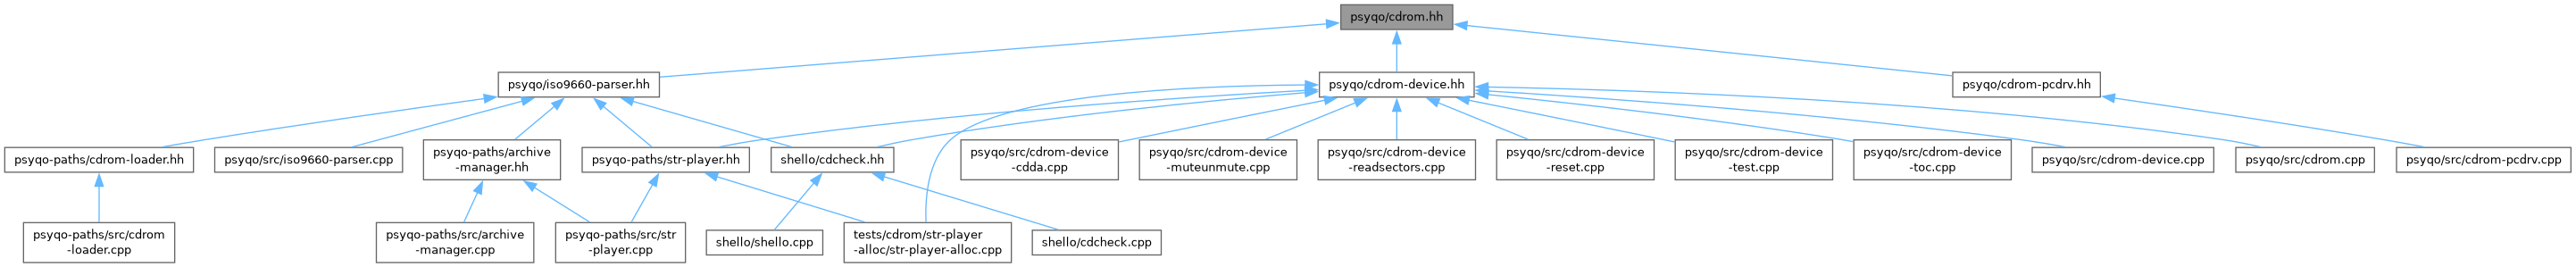 psyqo/cdrom.hh
psyqo/iso9660-parser.hh
psyqo/cdrom-device.hh
psyqo/cdrom-pcdrv.hh
psyqo-paths/cdrom-loader.hh
psyqo/src/iso9660-parser.cpp
psyqo-paths/archive
-manager.hh
psyqo-paths/str-player.hh
shello/cdcheck.hh
psyqo/src/cdrom-device
-cdda.cpp
psyqo/src/cdrom-device
-muteunmute.cpp
psyqo/src/cdrom-device
-readsectors.cpp
psyqo/src/cdrom-device
-reset.cpp
psyqo/src/cdrom-device
-test.cpp
psyqo/src/cdrom-device
-toc.cpp
psyqo/src/cdrom-device.cpp
psyqo/src/cdrom.cpp
psyqo/src/cdrom-pcdrv.cpp
psyqo-paths/src/cdrom
-loader.cpp
psyqo-paths/src/archive
-manager.cpp
psyqo-paths/src/str
-player.cpp
shello/shello.cpp
tests/cdrom/str-player
-alloc/str-player-alloc.cpp
shello/cdcheck.cpp